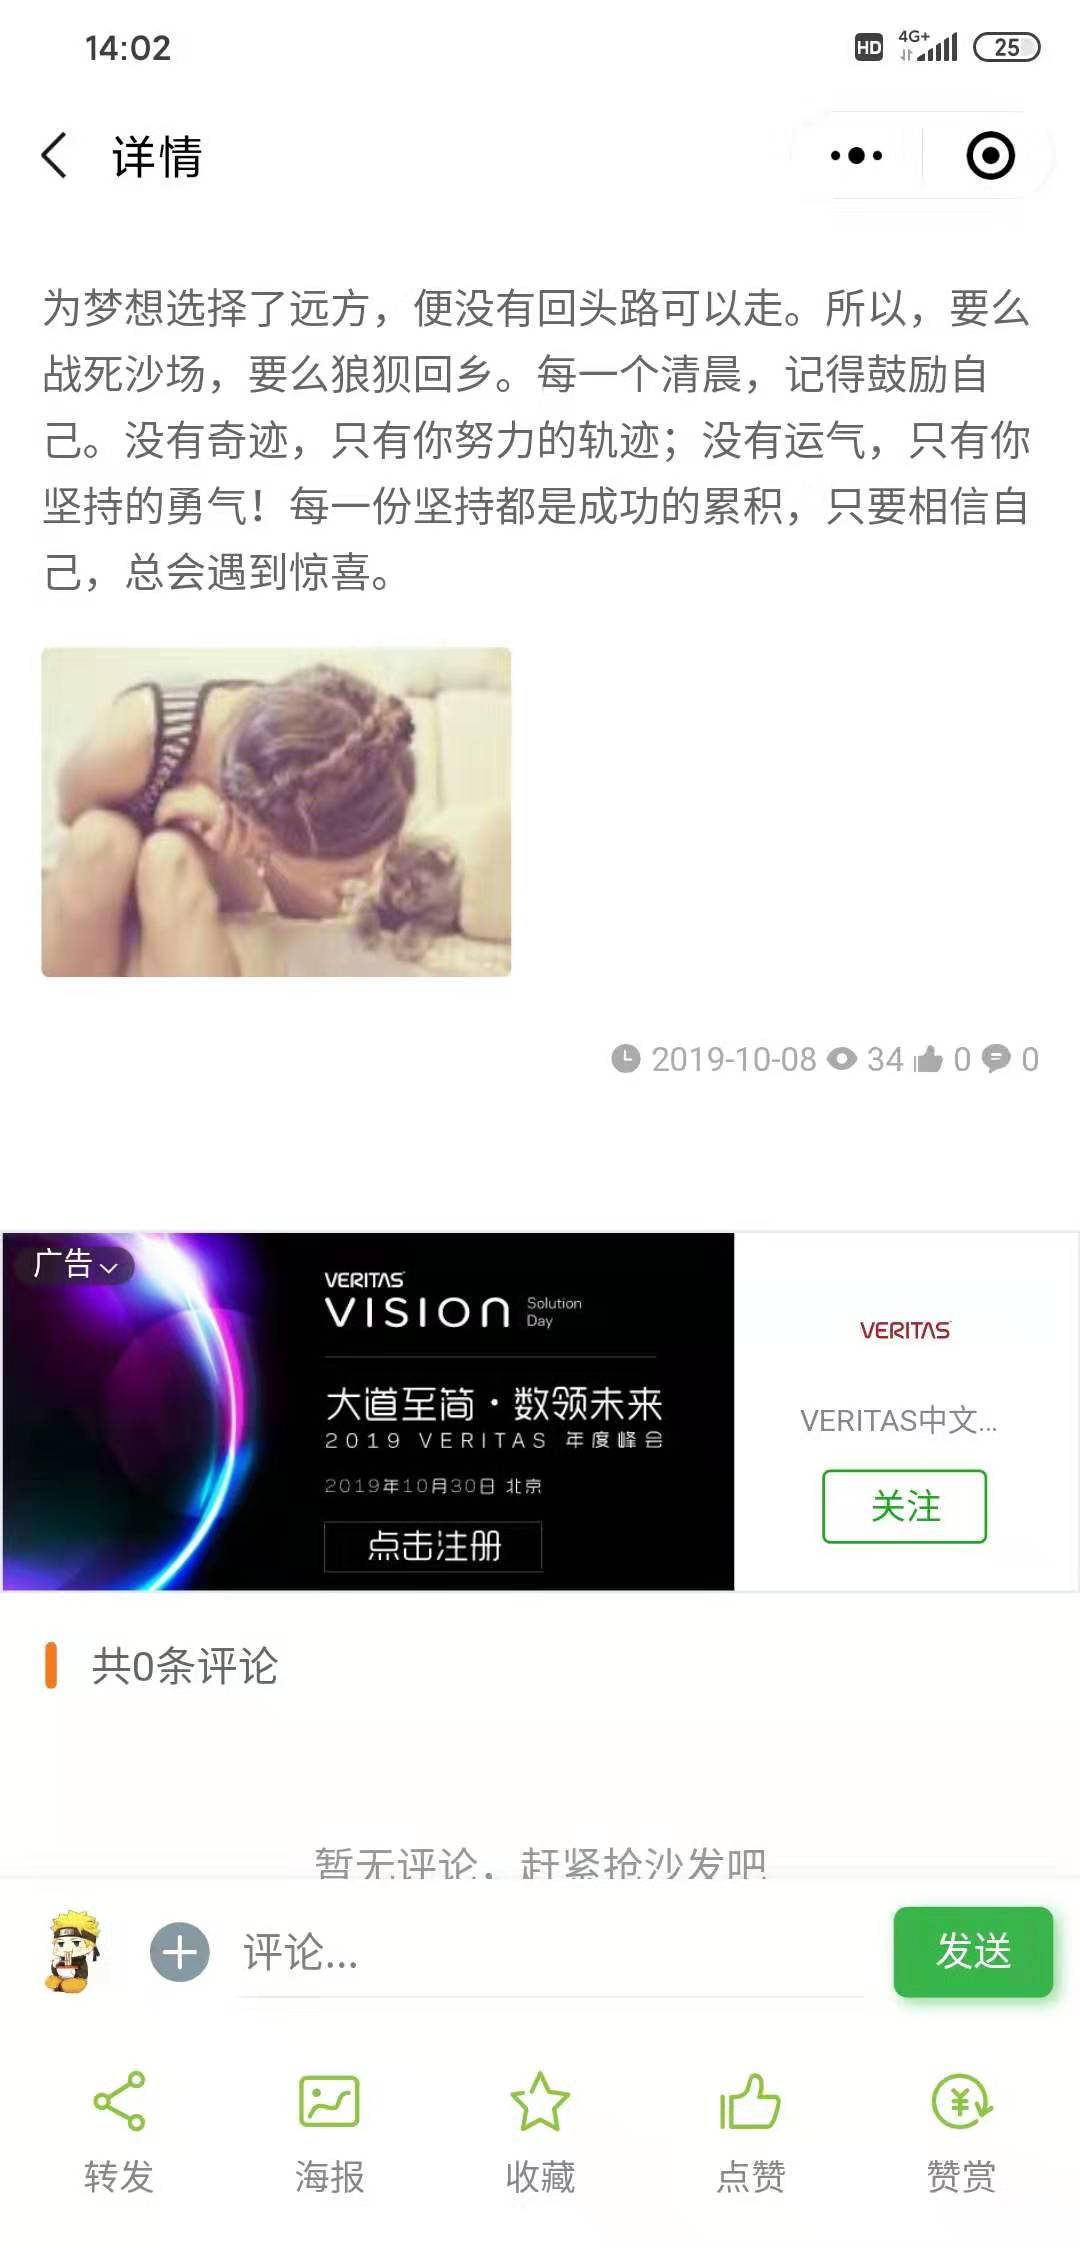 14:02
HD 4G+ 25
详情
为梦想选择了远方，便没有回头路可以走。所以，要么
战死沙场，要么狼狈回乡。每一个清晨，记得鼓励自
己。没有奇迹，只有你努力的轨迹；没有运气，只有你
坚持的勇气！每一份坚持都是成功的累积，只要相信自
己，总会遇到惊喜。
2019-10-08 34 0 0
广告
VERITAS
VISION Solution Day
大道至简·数领未来
2019 VERITAS 年度峰会
2019年10月30日 北京
点击注册
VERITAS
VERITAS中文...
关注
共0条评论
暂无评论，赶紧抢沙发吧
评论...
发送
转发 海报 收藏 点赞 赞赏